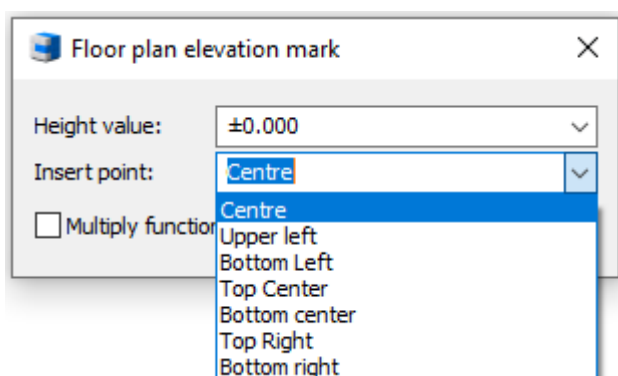 Floor plan elevation mark
Height value: ±0.000
Insert point: Centre
Centre
Multiply function
Upper left
Bottom Left
Top Center
Bottom center
Top Right
Bottom right